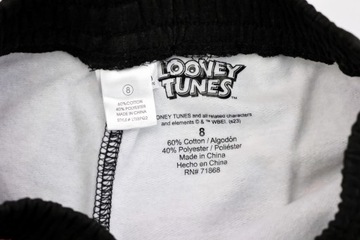 LOONEY
TUNES
LOONEY TUNES and all related characters
and elements © & ™ WBEI. (s23)
8
60% Cotton / Algodón
40% Polyester / Poliéster
Made in China
Hecho en China
RN# 71868
8
60% COTTON
40% POLYESTER
MADE IN CHINA